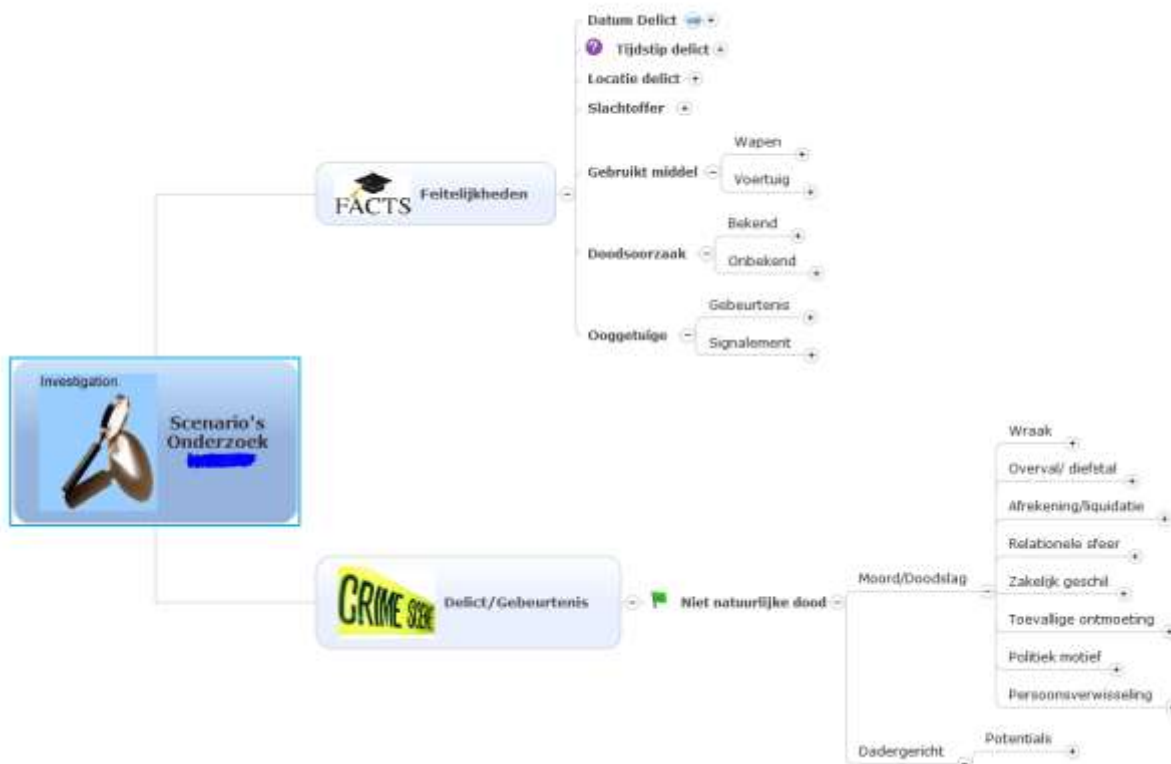 Datum Delict
Tijdstip delict
Locatie delict
Slachtoffer
Gebruikt middel
Wapen
Voertuig
FACTS
Feitelijkheden
Doodsoorzaak
Bekend
Onbekend
Ooggetuige
Gebeurtenis
Signalement
Investigation
Scenario's
Onderzoek
CRIME SCENE
Delict/Gebeurtenis
Niet natuurlijke dood
Moord/Doodslag
Wraak
Overval/ diefstal
Afrekening/liquidatie
Relationele sfeer
Zakelijk geschil
Toevallige ontmoeting
Politiek motief
Persoonsverwisseling
Dadergericht
Potentials